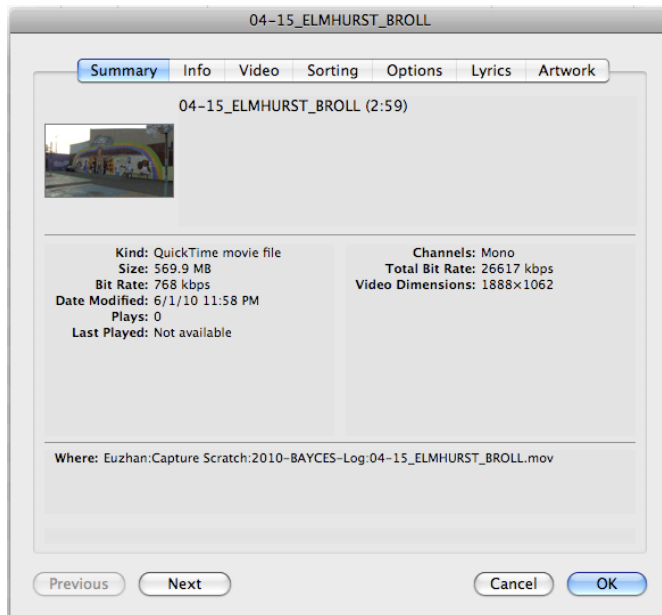 04-15_ELMHURST_BROLL
Summary Info Video Sorting Options Lyrics Artwork
04-15_ELMHURST_BROLL (2:59)
Kind: QuickTime movie file
Size: 569.9 MB
Bit Rate: 768 kbps
Date Modified: 6/1/10 11:58 PM
Plays: 0
Last Played: Not available
Channels: Mono
Total Bit Rate: 26617 kbps
Video Dimensions: 1888×1062
Where: Euzhan:Capture Scratch:2010-BAYCES-Log:04-15_ELMHURST_BROLL.mov
Previous Next Cancel OK